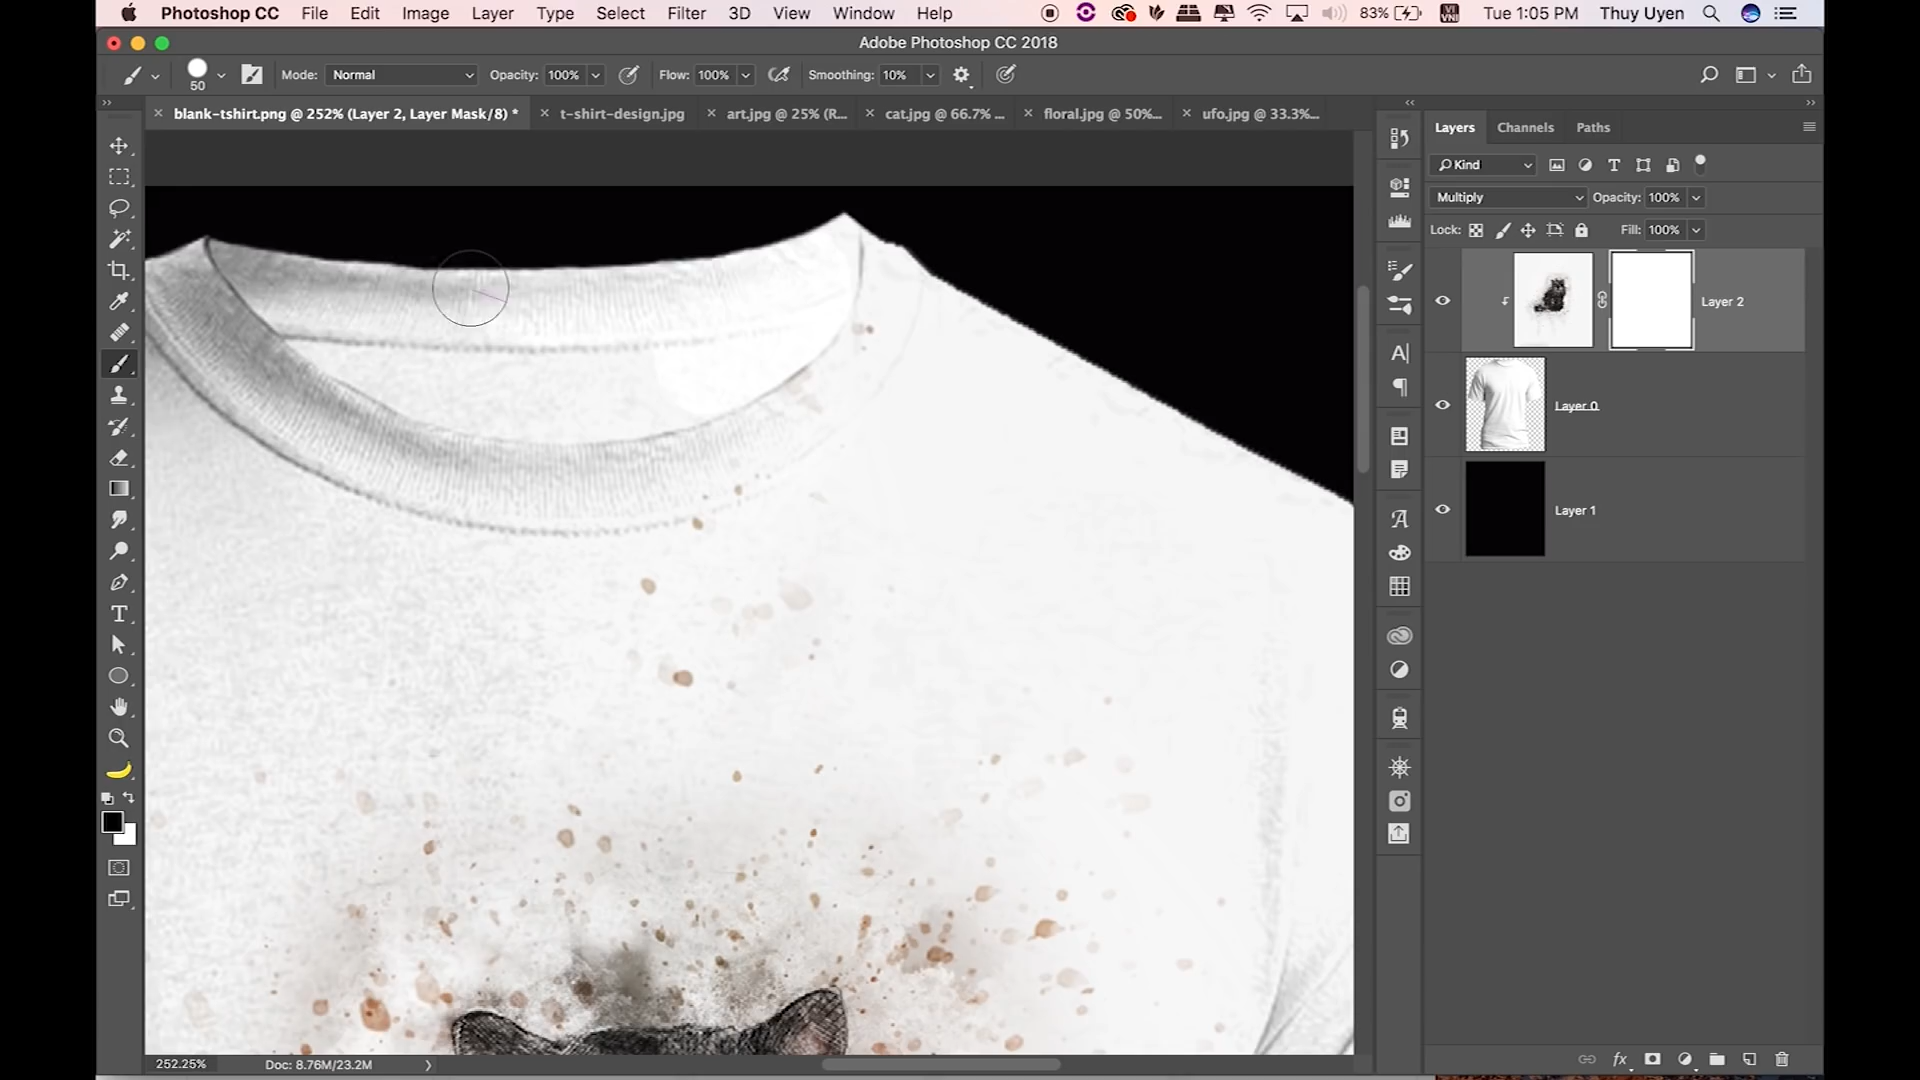 Photoshop CC File Edit Image Layer Type Select Filter 3D View Window Help 83% VI VNI Tue 1:05 PM Thuy Uyen
Adobe Photoshop CC 2018
50 Mode: Normal Opacity: 100% Flow: 100% Smoothing: 10%
blank-tshirt.png @ 252% (Layer 2, Layer Mask/8) * t-shirt-design.jpg art.jpg @ 25% (R... cat.jpg @ 66.7% ... floral.jpg @ 50%... ufo.jpg @ 33.3%...
Layers Channels Paths
Kind
Multiply Opacity: 100%
Lock: Fill: 100%
Layer 2
Layer 0
Layer 1
252.25% Doc: 8.76M/23.2M